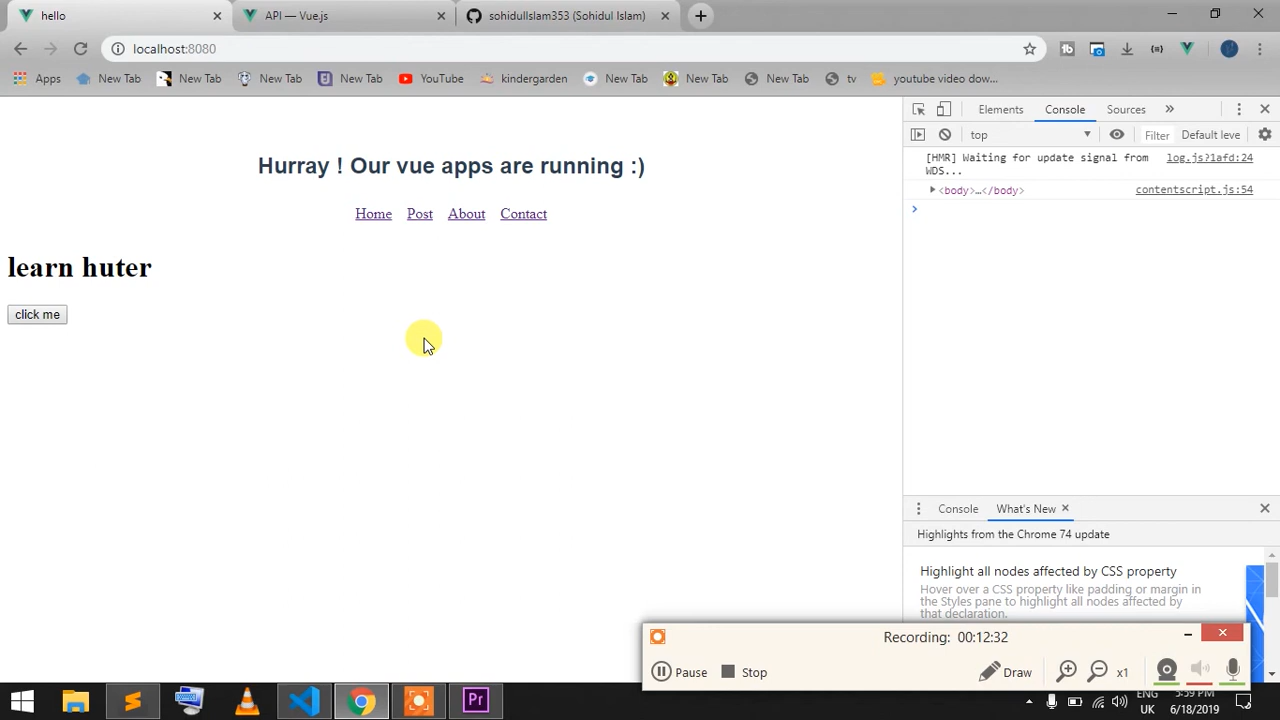 hello
API — Vue.js
sohidulIslam353 (Sohidul Islam)
localhost:8080
Apps
New Tab
New Tab
New Tab
New Tab
YouTube
kindergarden
New Tab
New Tab
New Tab
tv
youtube video dow...
Elements
Console
Sources
»
top
Filter
Default leve
[HMR] Waiting for update signal from WDS...
log.js?1afd:24
<body>…</body>
contentscript.js:54
Hurray ! Our vue apps are running :)
Home Post About Contact
learn huter
click me
Console
What's New
Highlights from the Chrome 74 update
Highlight all nodes affected by CSS property
Hover over a CSS property like padding or margin in
the Styles pane to highlight all nodes affected by
that declaration.
Recording: 00:12:32
Pause
Stop
Draw
x1
Pr
ENG
UK
5:59 PM
6/18/2019